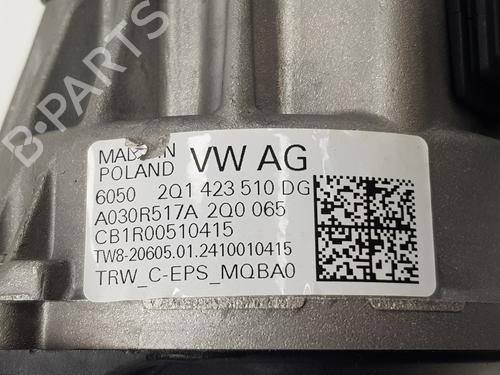 B-PARTS
MADE IN
POLAND VW AG
6050 2Q1 423 510 DG
A030R517A 2Q0 065
CB1R00510415
TW8-20605.01.2410010415
TRW_C-EPS_MQBA0